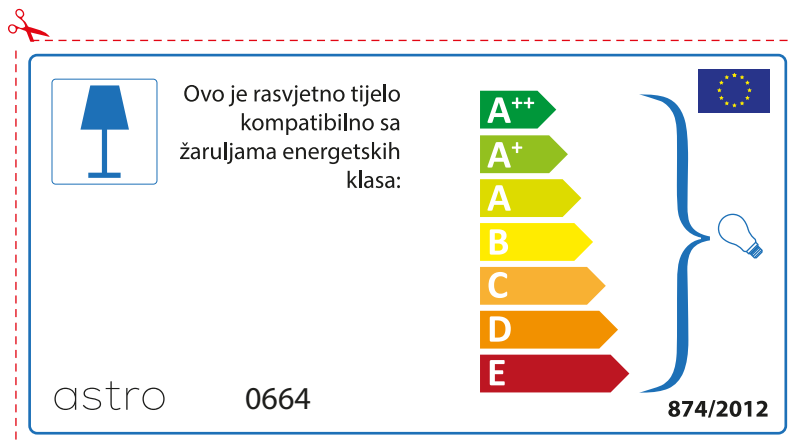 Ovo je rasvjetno tijelo
kompatibilno sa
žaruljama energetskih
klasa:
A++
A+
A
B
C
D
E
astro
0664
874/2012